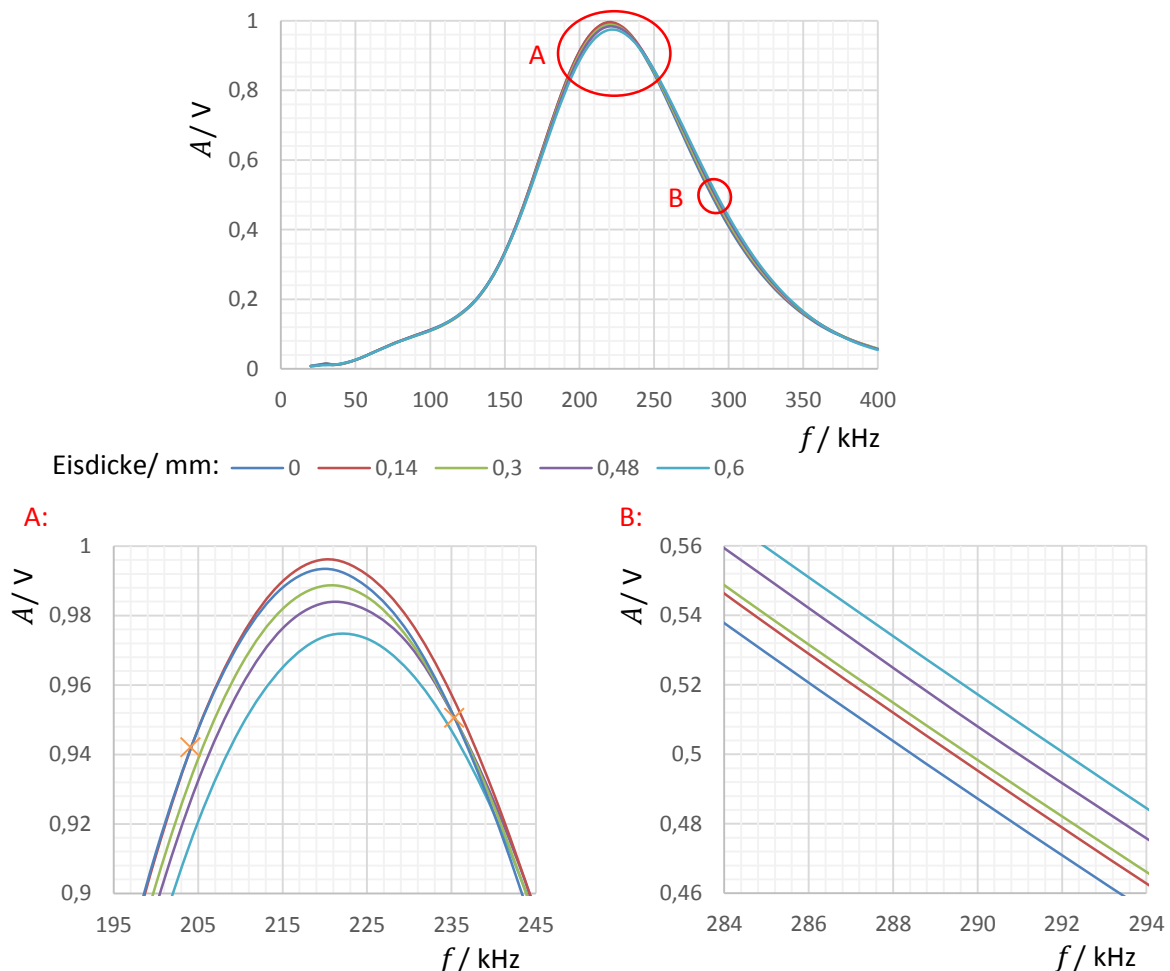 1
0,8
0,6
0,4
0,2
0
A / V
A
B
0 50 100 150 200 250 300 350 400
f / kHz
Eisdicke/ mm: 0 0,14 0,3 0,48 0,6
A:
1
0,98
0,96
0,94
0,92
0,9
A / V
195 205 215 225 235 245
f / kHz
B:
0,56
0,54
0,52
0,5
0,48
0,46
A / V
284 286 288 290 292 294
f / kHz